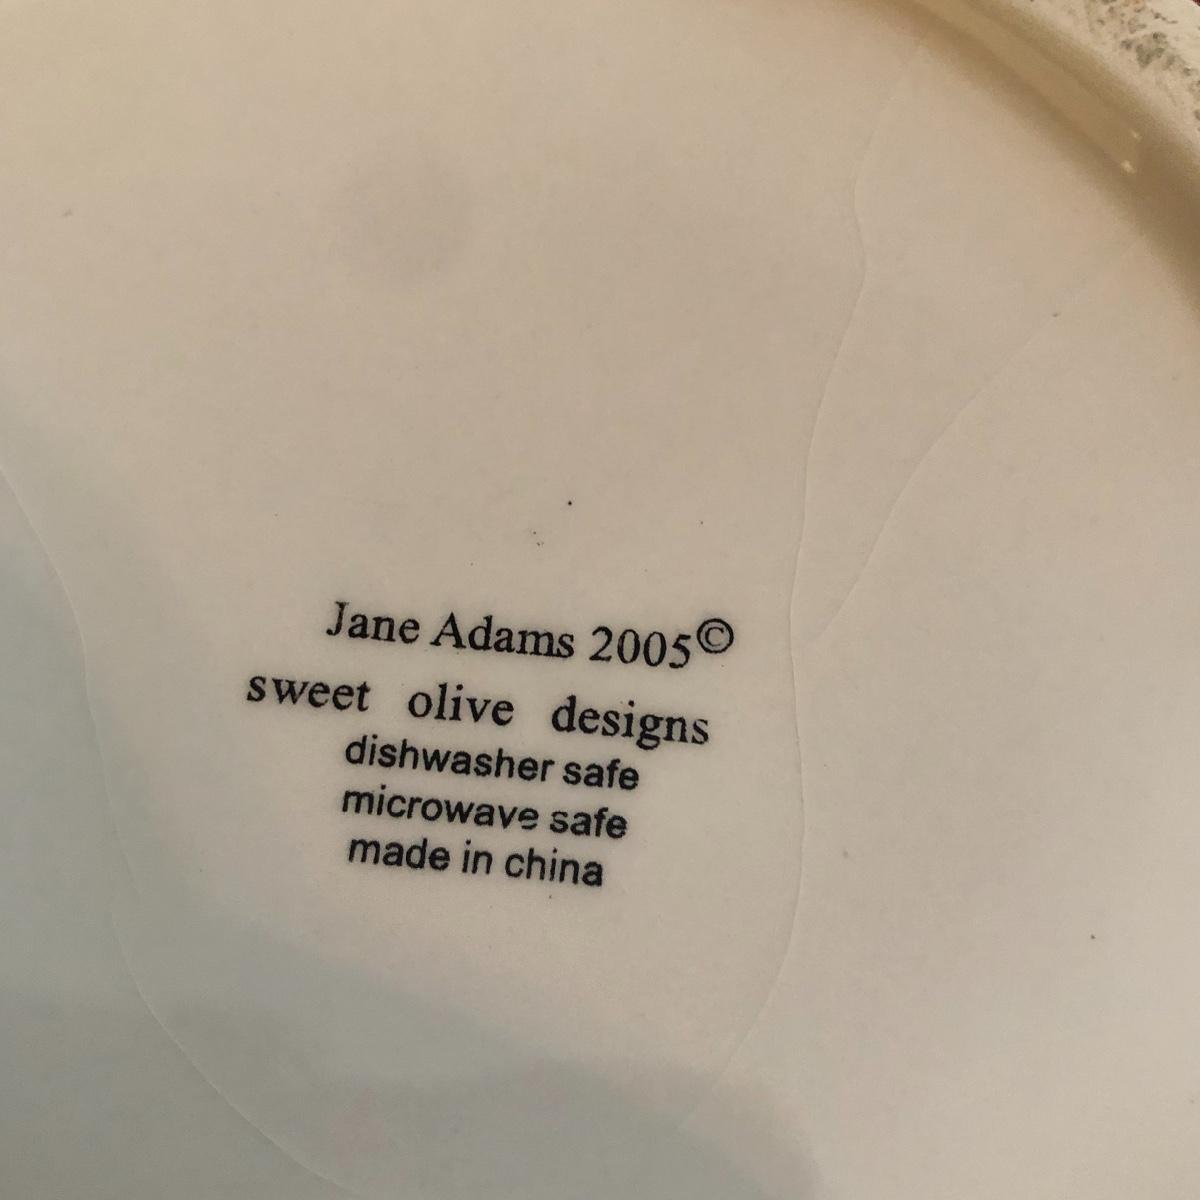 Jane Adams 2005©
sweet olive designs
dishwasher safe
microwave safe
made in china